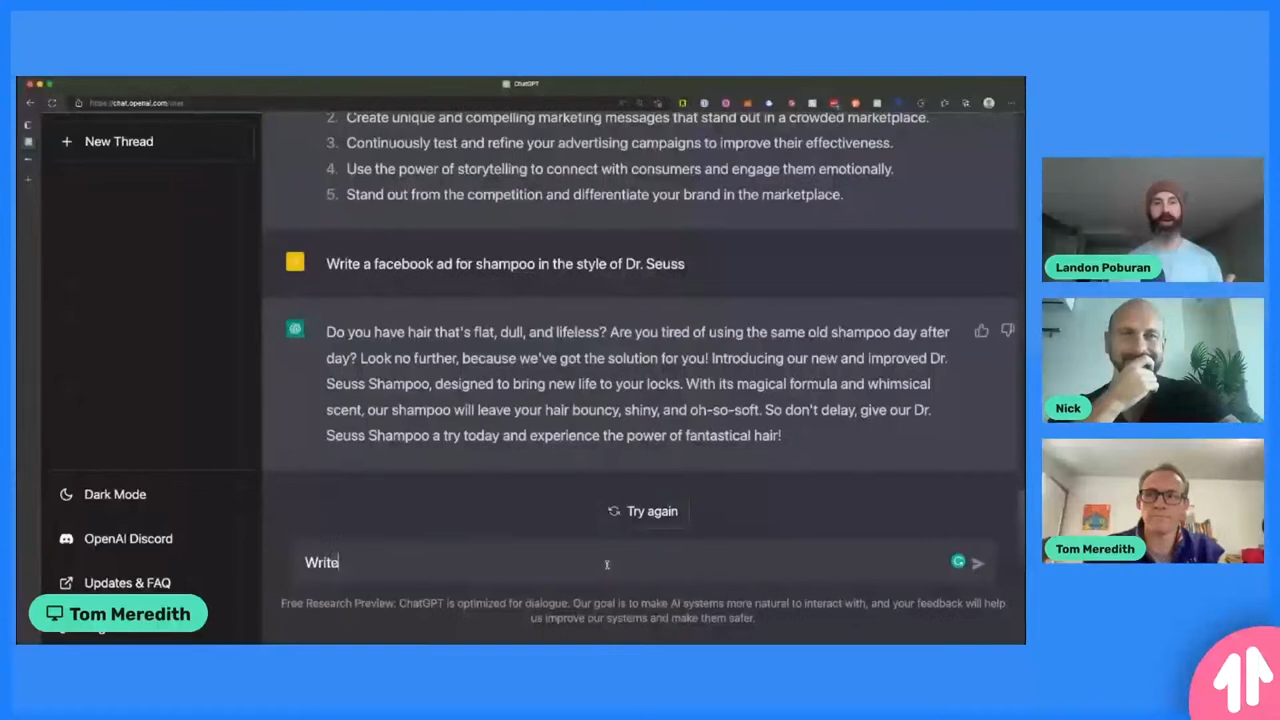 ChatGPT
https://chat.openai.com/
New Thread
2. Create unique and compelling marketing messages that stand out in a crowded marketplace.
3. Continuously test and refine your advertising campaigns to improve their effectiveness.
4. Use the power of storytelling to connect with consumers and engage them emotionally.
5. Stand out from the competition and differentiate your brand in the marketplace.
Write a facebook ad for shampoo in the style of Dr. Seuss
Do you have hair that's flat, dull, and lifeless? Are you tired of using the same old shampoo day after
day? Look no further, because we've got the solution for you! Introducing our new and improved Dr.
Seuss Shampoo, designed to bring new life to your locks. With its magical formula and whimsical
scent, our shampoo will leave your hair bouncy, shiny, and oh-so-soft. So don't delay, give our Dr.
Seuss Shampoo a try today and experience the power of fantastical hair!
Try again
Write
Free Research Preview: ChatGPT is optimized for dialogue. Our goal is to make AI systems more natural to interact with, and your feedback will help
us improve our systems and make them safer.
Dark Mode
OpenAI Discord
Updates & FAQ
Tom Meredith
Landon Poburan
Nick
Tom Meredith